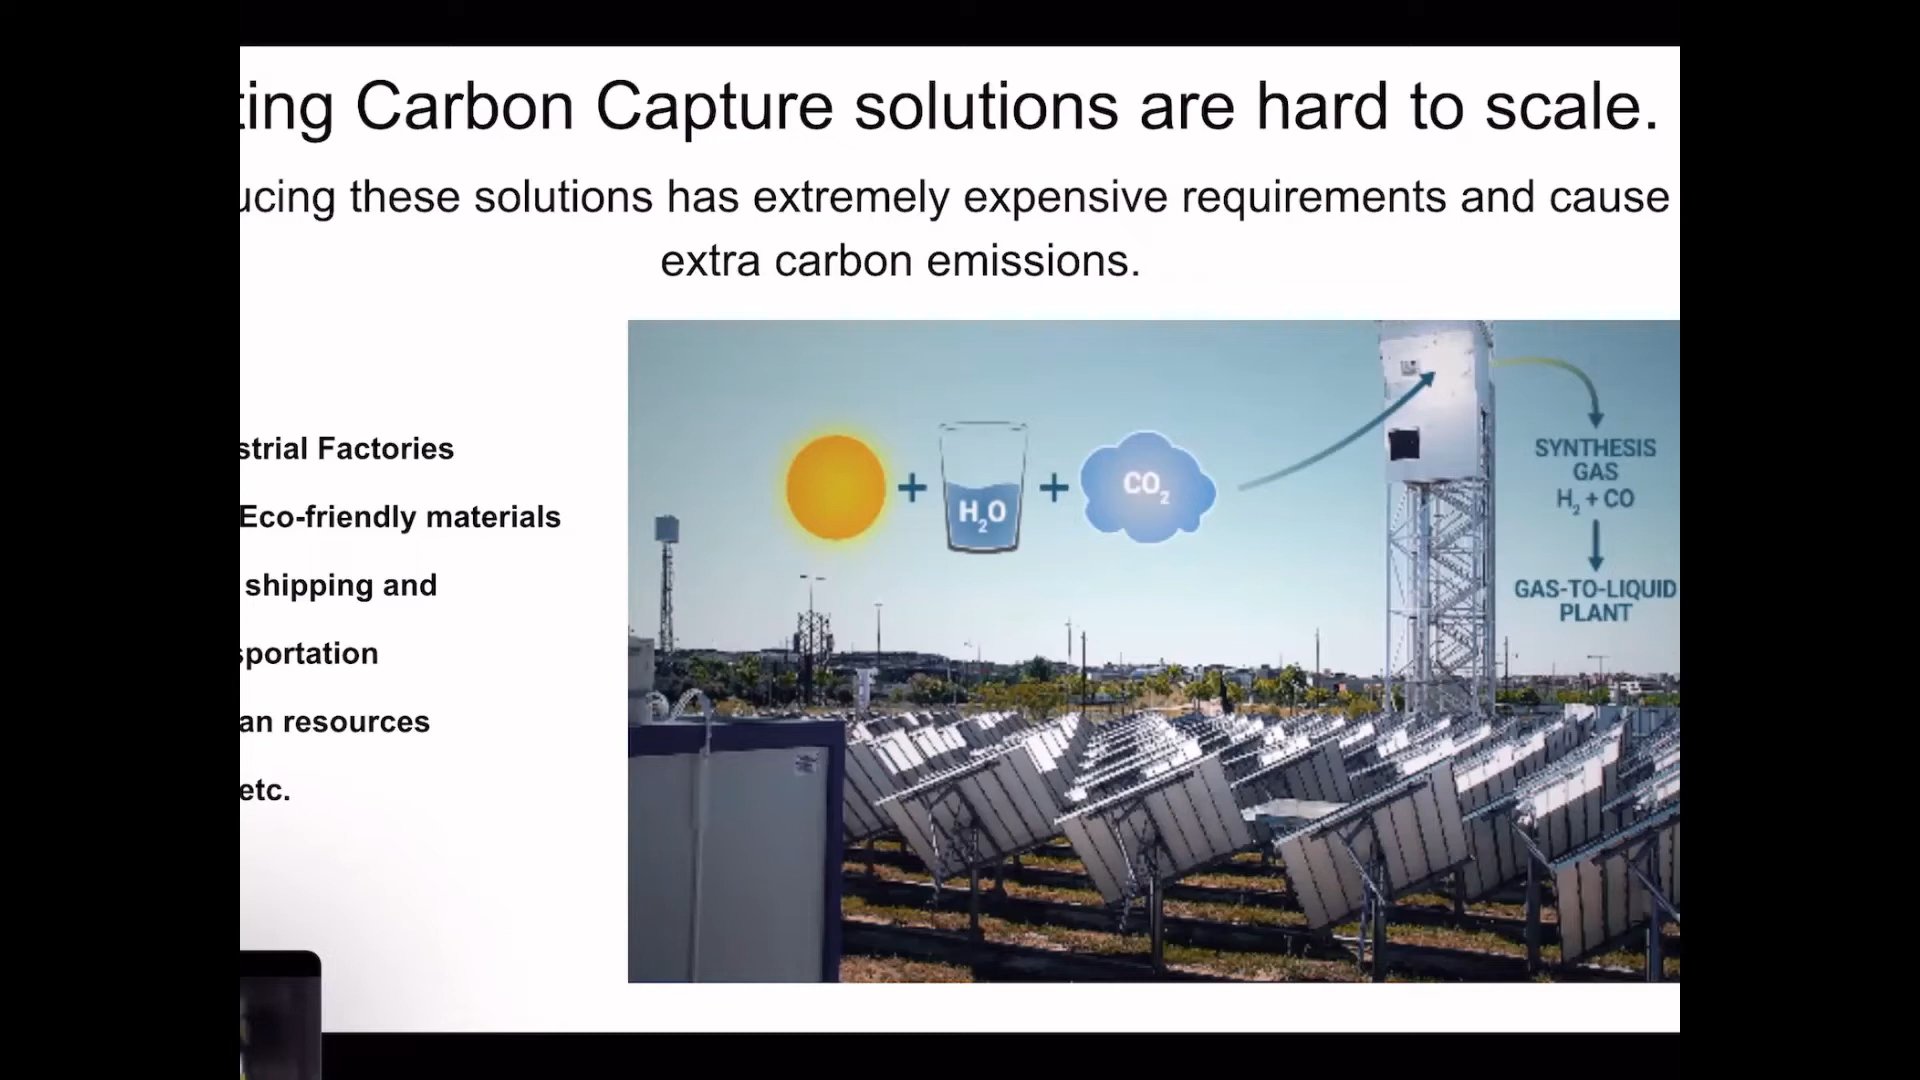 ting Carbon Capture solutions are hard to scale.
ucing these solutions has extremely expensive requirements and cause
extra carbon emissions.
strial Factories
Eco-friendly materials
shipping and
sportation
an resources
etc.
+ H₂O + CO₂
SYNTHESIS
GAS
H₂ + CO
GAS-TO-LIQUID
PLANT